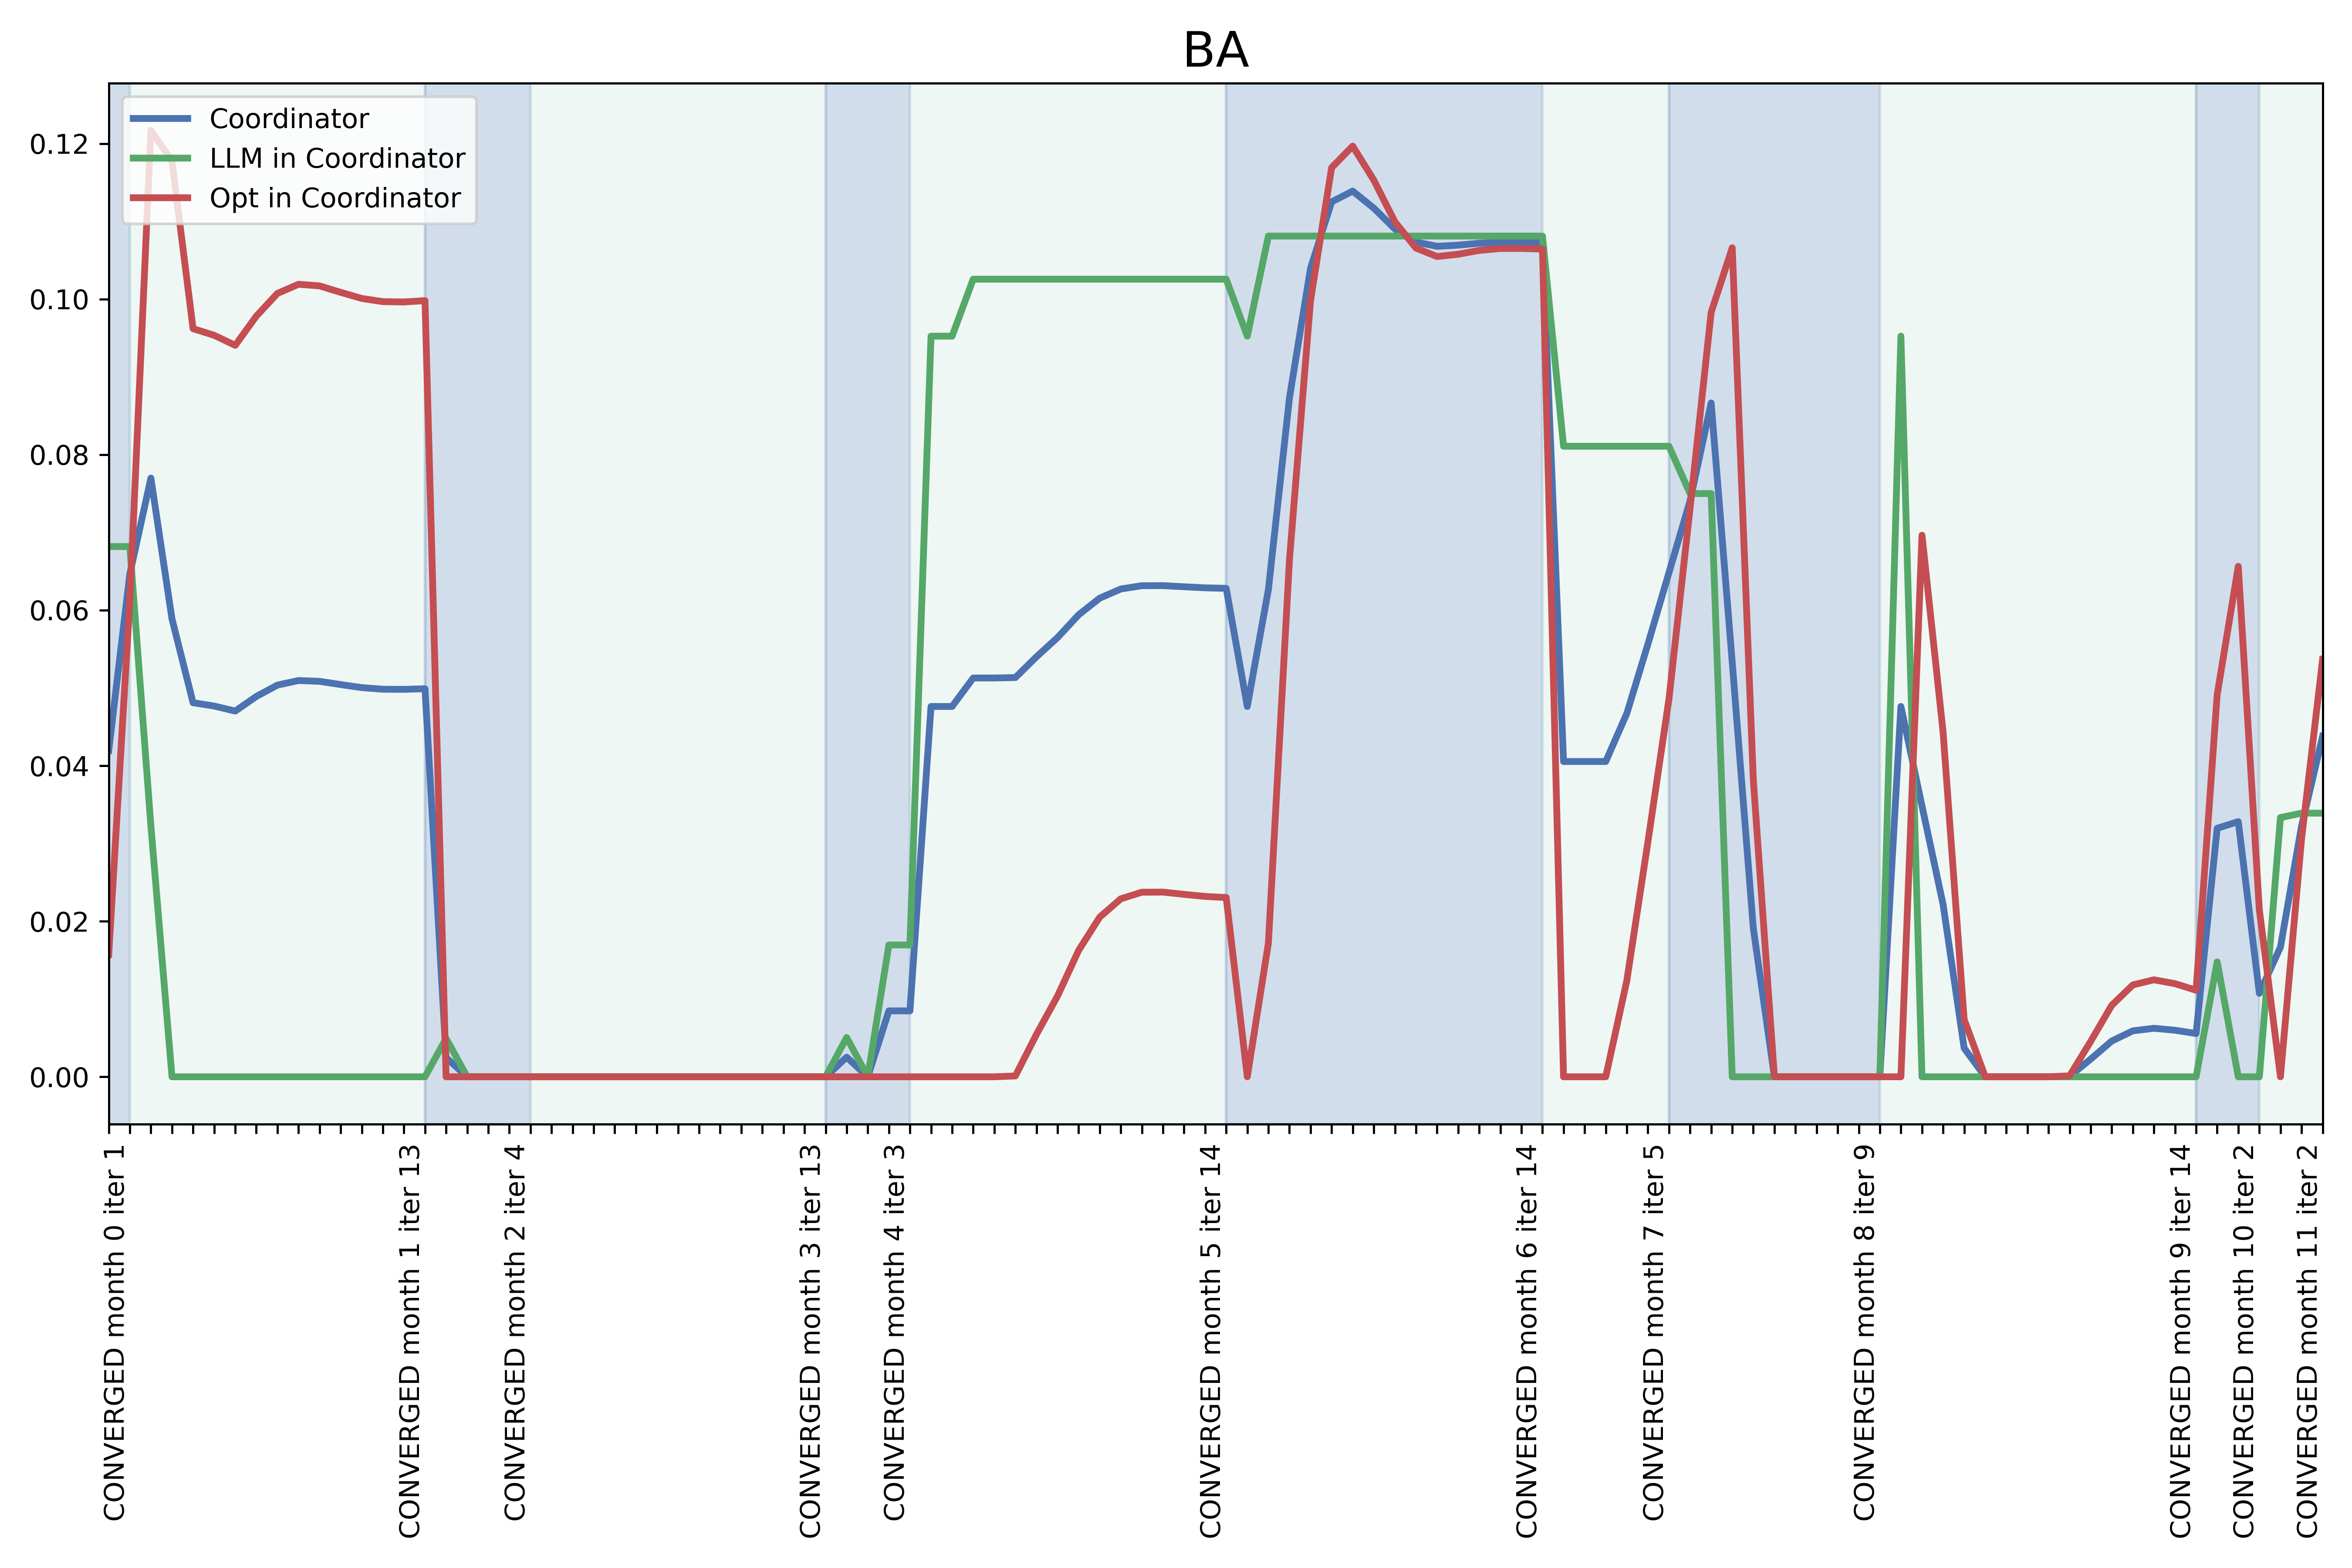 BA
Coordinator
LLM in Coordinator
Opt in Coordinator
0.12
0.10
0.08
0.06
0.04
0.02
0.00
CONVERGED month 0 iter 1
CONVERGED month 1 iter 13
CONVERGED month 2 iter 4
CONVERGED month 3 iter 13
CONVERGED month 4 iter 3
CONVERGED month 5 iter 14
CONVERGED month 6 iter 14
CONVERGED month 7 iter 5
CONVERGED month 8 iter 9
CONVERGED month 9 iter 14
CONVERGED month 10 iter 2
CONVERGED month 11 iter 2